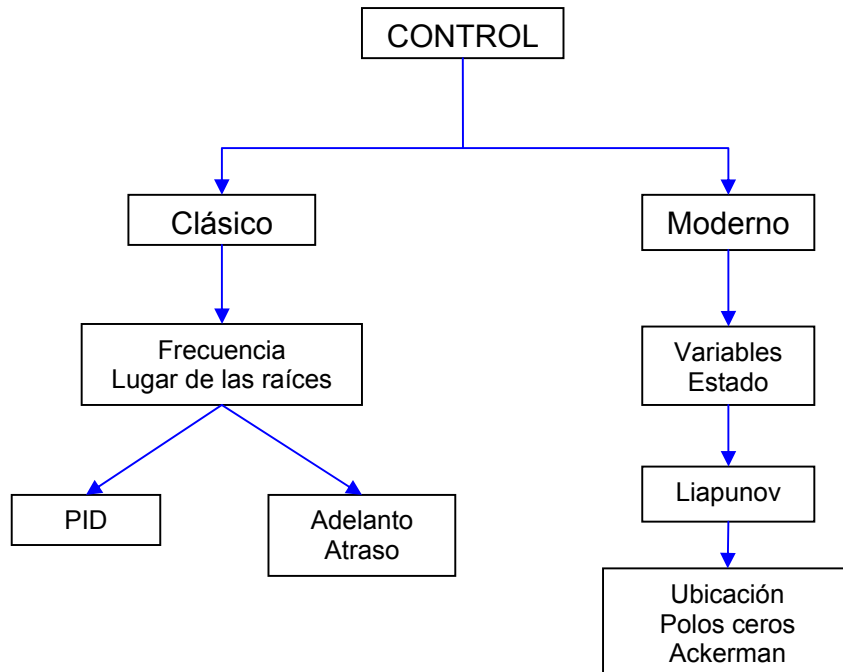 CONTROL
Clásico
Moderno
Frecuencia
Lugar de las raíces
Variables
Estado
PID
Adelanto
Atraso
Liapunov
Ubicación
Polos ceros
Ackerman